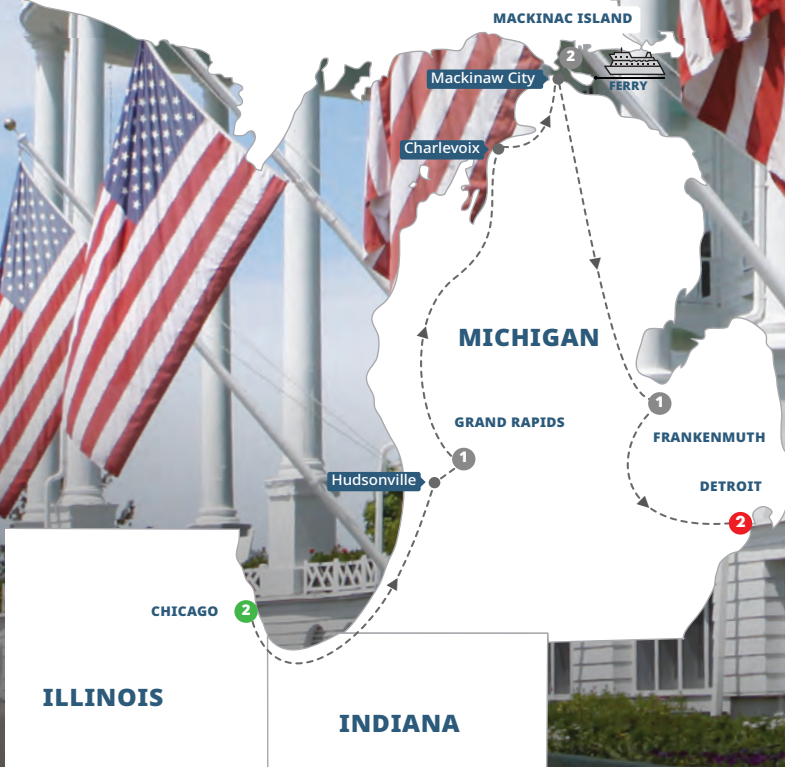 MACKINAC ISLAND
2
Mackinaw City
FERRY
Charlevoix
MICHIGAN
GRAND RAPIDS
1
1
FRANKENMUTH
Hudsonville
DETROIT
2
CHICAGO
2
ILLINOIS
INDIANA